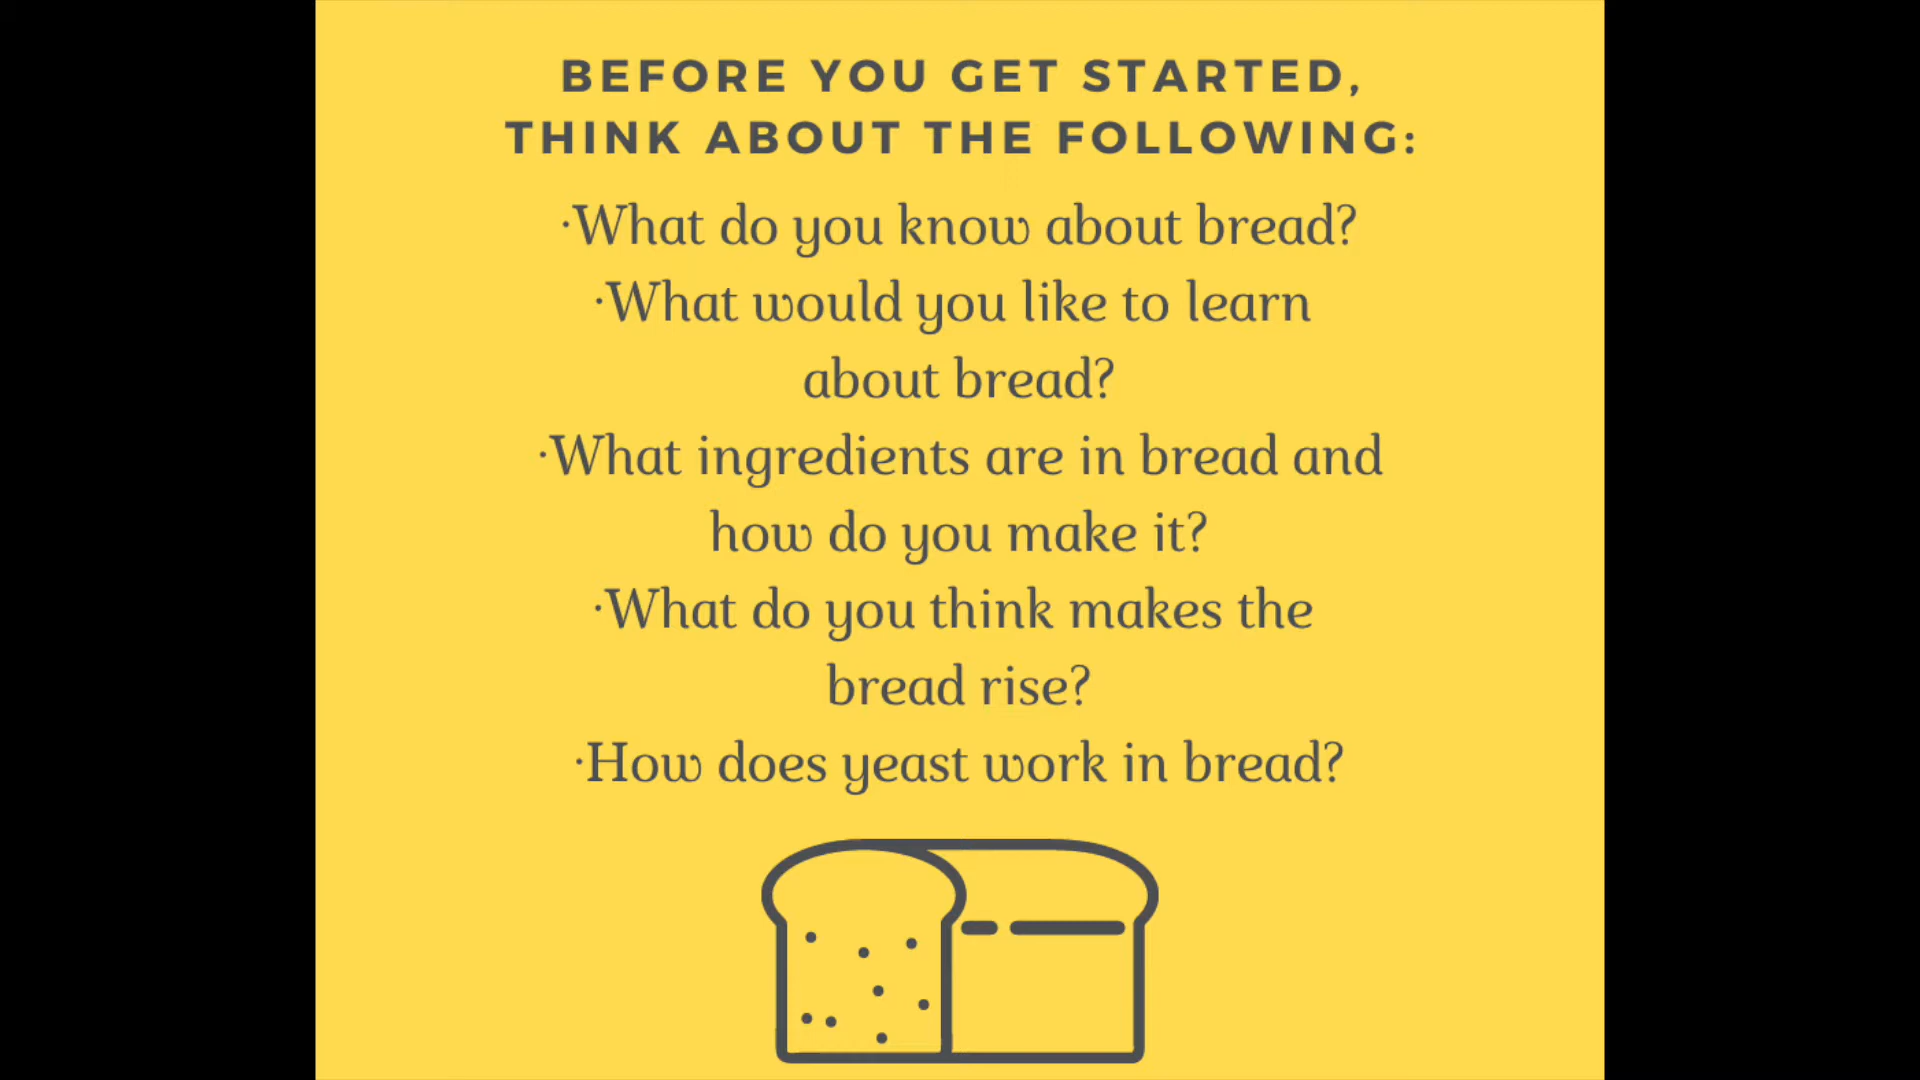 BEFORE YOU GET STARTED,
THINK ABOUT THE FOLLOWING:
·What do you know about bread?
·What would you like to learn
about bread?
·What ingredients are in bread and
how do you make it?
·What do you think makes the
bread rise?
·How does yeast work in bread?